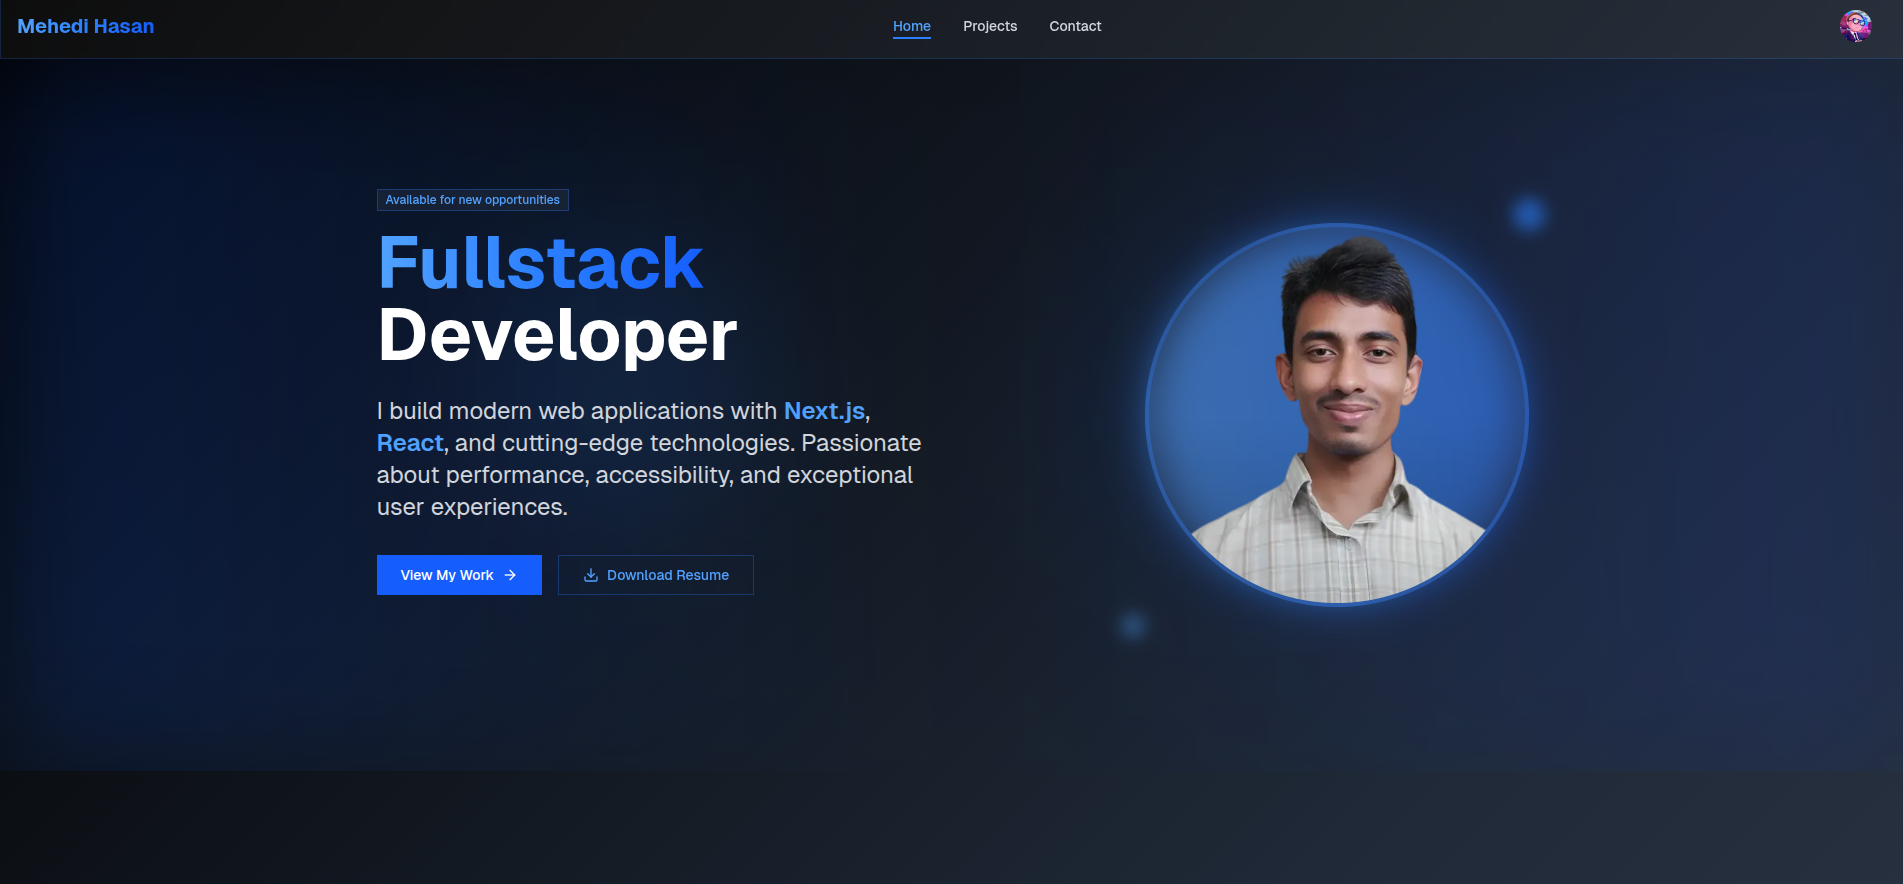 Mehedi Hasan
Home
Projects
Contact
Available for new opportunities
Fullstack
Developer
I build modern web applications with Next.js,
React, and cutting-edge technologies. Passionate
about performance, accessibility, and exceptional
user experiences.
View My Work
Download Resume